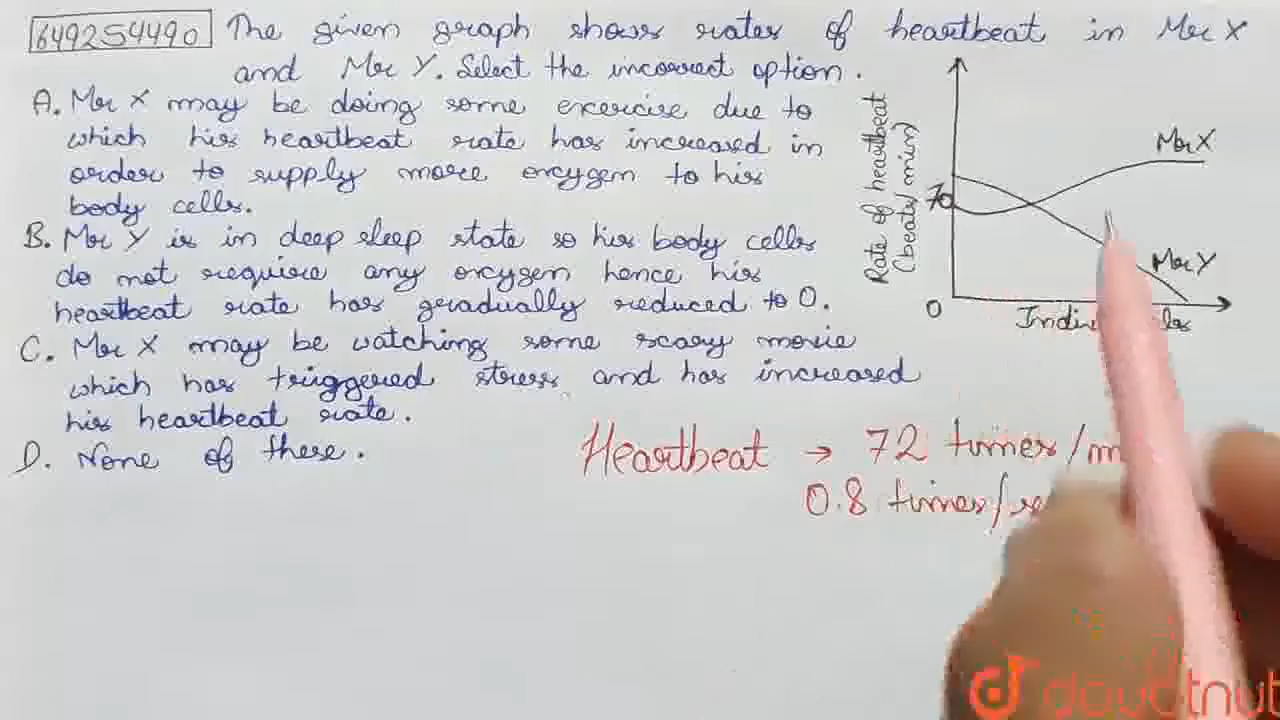 649254490 The given graph shows rates of heartbeat in Mr X
and Mr Y. Select the incorrect option.
A. Mr X may be doing some exercise due to
which his heartbeat rate has increased in
order to supply more oxygen to his
body cells.
B. Mr Y is in deep sleep state so his body cells
do not require any oxygen hence his
heartbeat rate has gradually reduced to 0.
C. Mr X may be watching some scary movie
which has triggered stress and has increased
his heartbeat rate.
D. None of these.
Rate of heartbeat
(beats/min)
70
0
Mr X
Mr Y
Heartbeat → 72 times/m
0.8 times/se
doubtnut